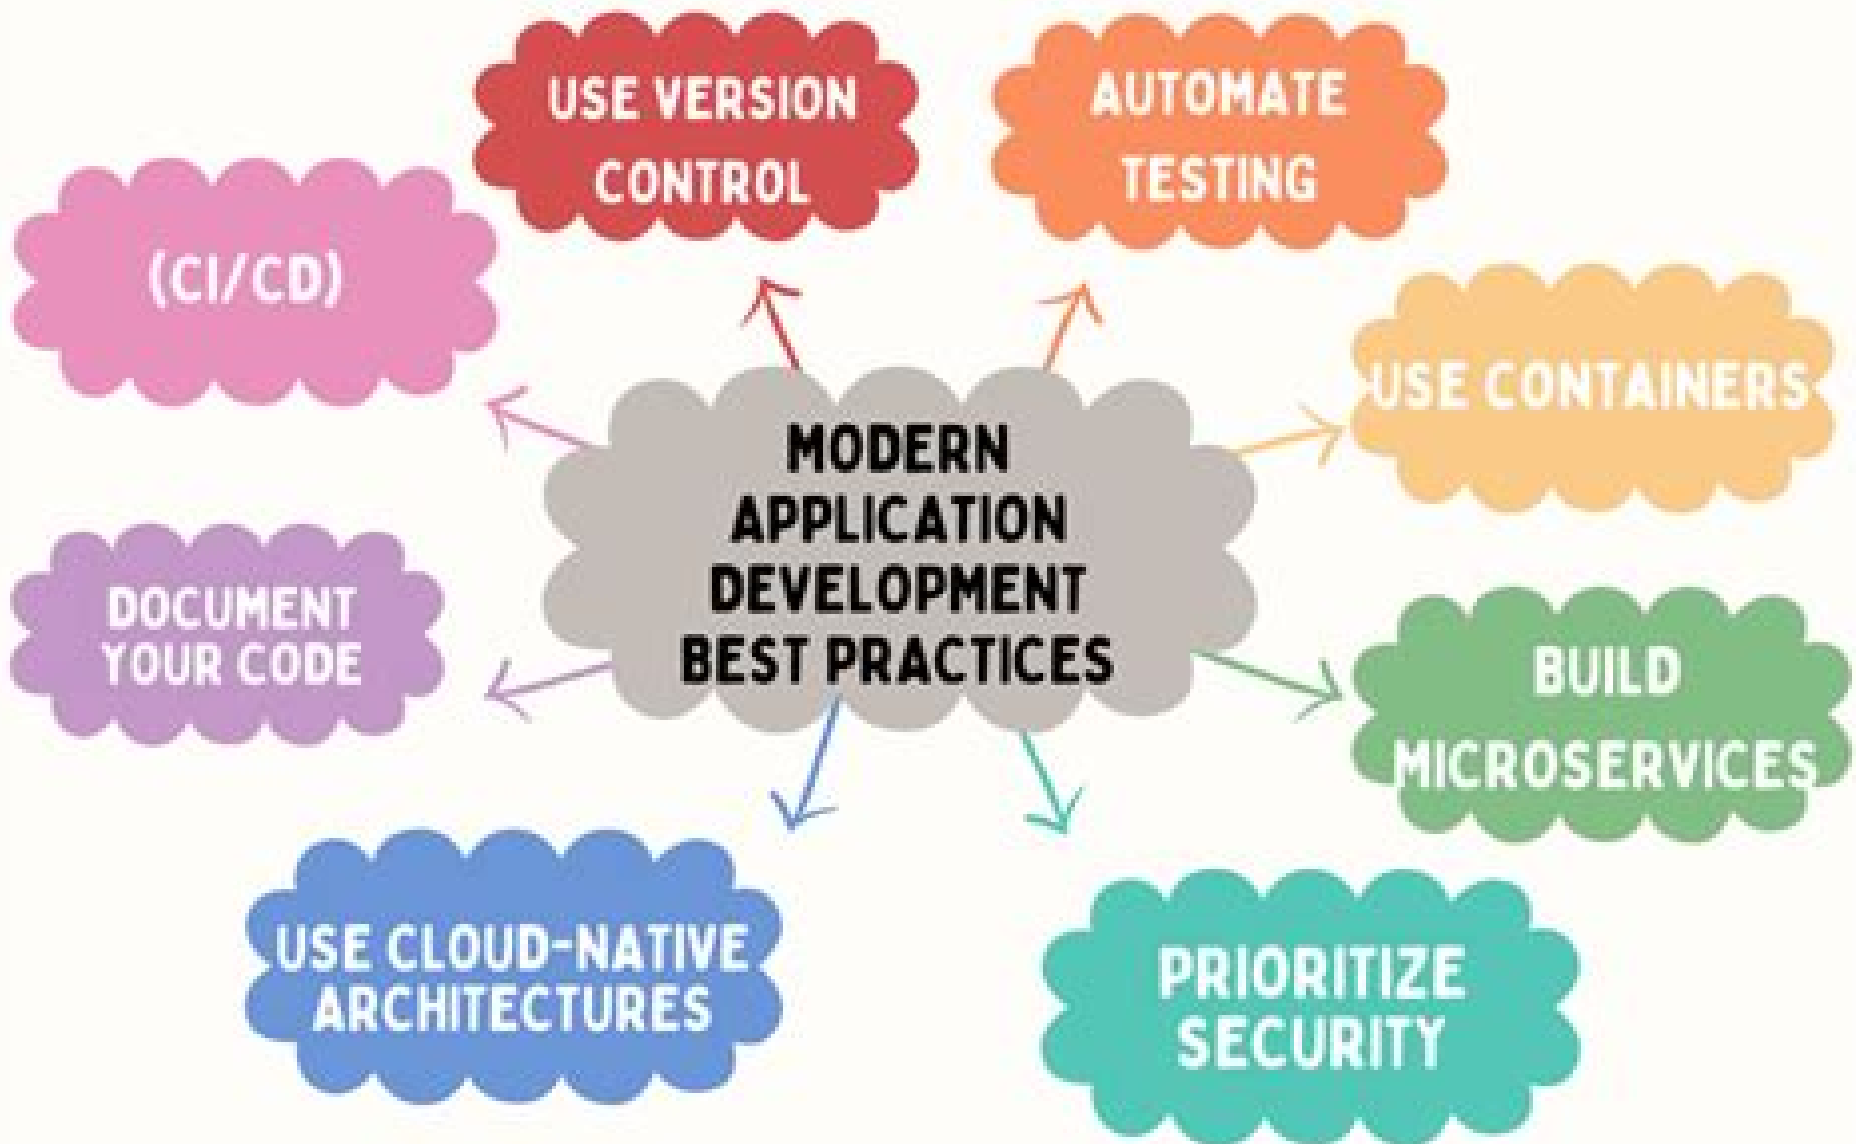 USE VERSION
CONTROL
AUTOMATE
TESTING
(CI/CD)
USE CONTAINERS
MODERN
APPLICATION
DEVELOPMENT
BEST PRACTICES
DOCUMENT
YOUR CODE
BUILD
MICROSERVICES
USE CLOUD-NATIVE
ARCHITECTURES
PRIORITIZE
SECURITY